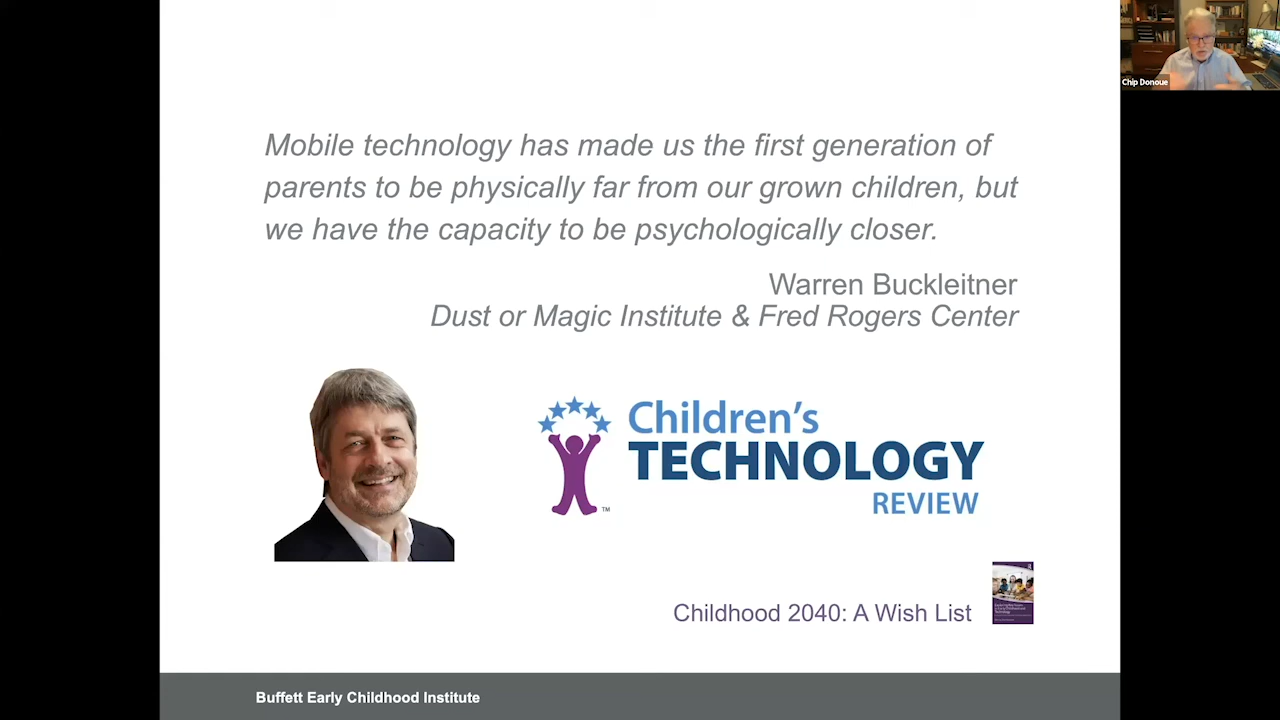 Mobile technology has made us the first generation of
parents to be physically far from our grown children, but
we have the capacity to be psychologically closer.
Warren Buckleitner
Dust or Magic Institute & Fred Rogers Center
Children's
TECHNOLOGY
REVIEW
TM
Childhood 2040: A Wish List
Buffett Early Childhood Institute
Chip Donoue